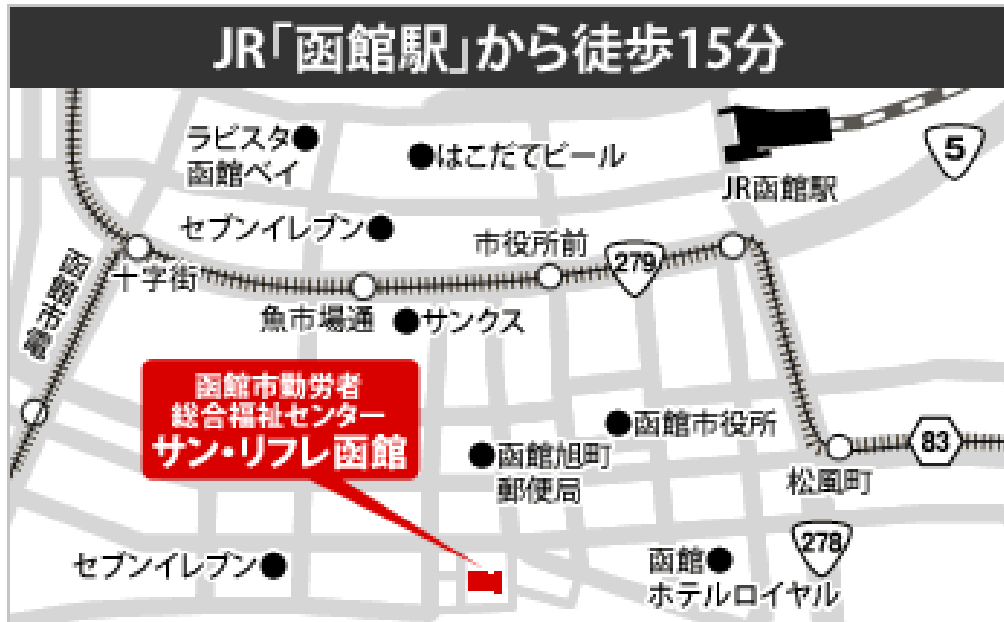 JR「函館駅」から徒歩15分
ラビスタ
函館ベイ
はこだてビール
5
JR函館駅
セブンイレブン
市役所前
279
十字街
函館市電
魚市場通
サンクス
函館市勤労者
総合福祉センター
サン・リフレ函館
函館市役所
函館旭町
郵便局
83
松風町
278
セブンイレブン
函館
ホテルロイヤル